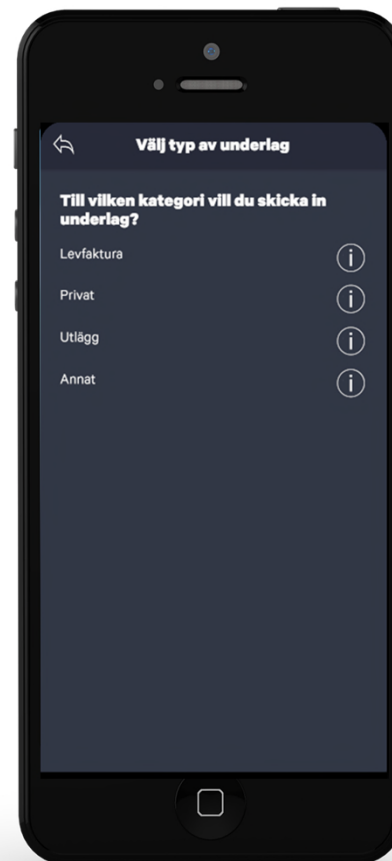 Välj typ av underlag
Till vilken kategori vill du skicka in
underlag?
Levfaktura
Privat
Utlägg
Annat